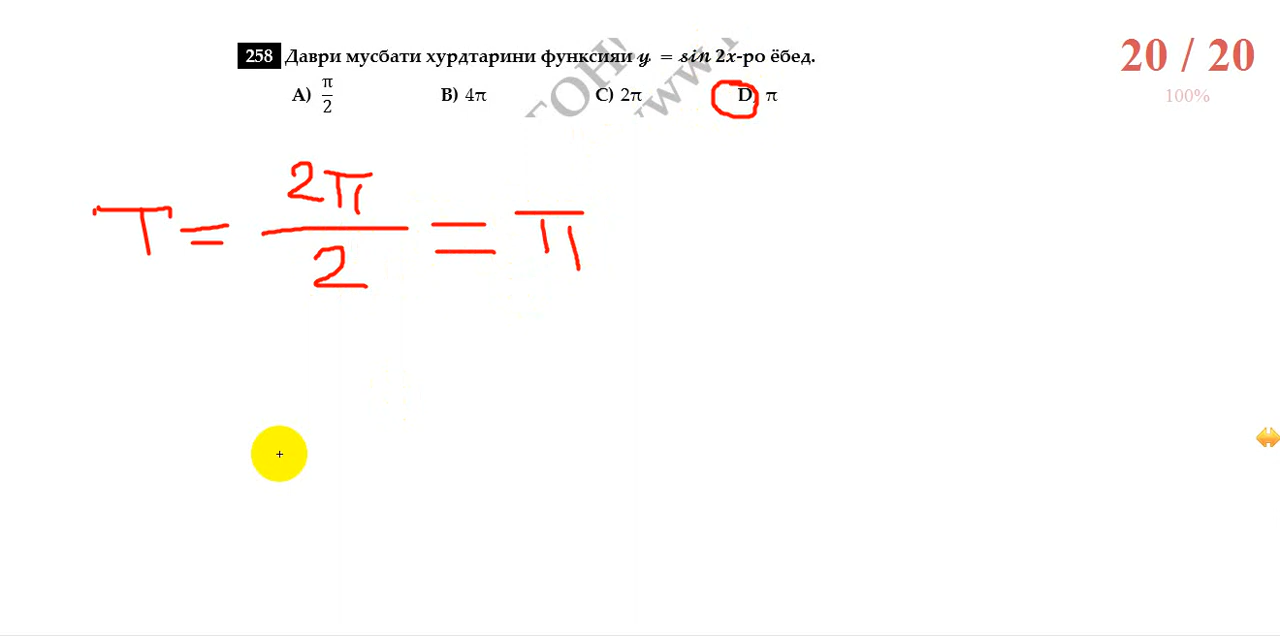 258 Даври мусбати хурдтарини функсияи y = sin 2x-ро ёбед.
A) π/2 B) 4π C) 2π D) π
20 / 20
100%
T = 2π/2 = π